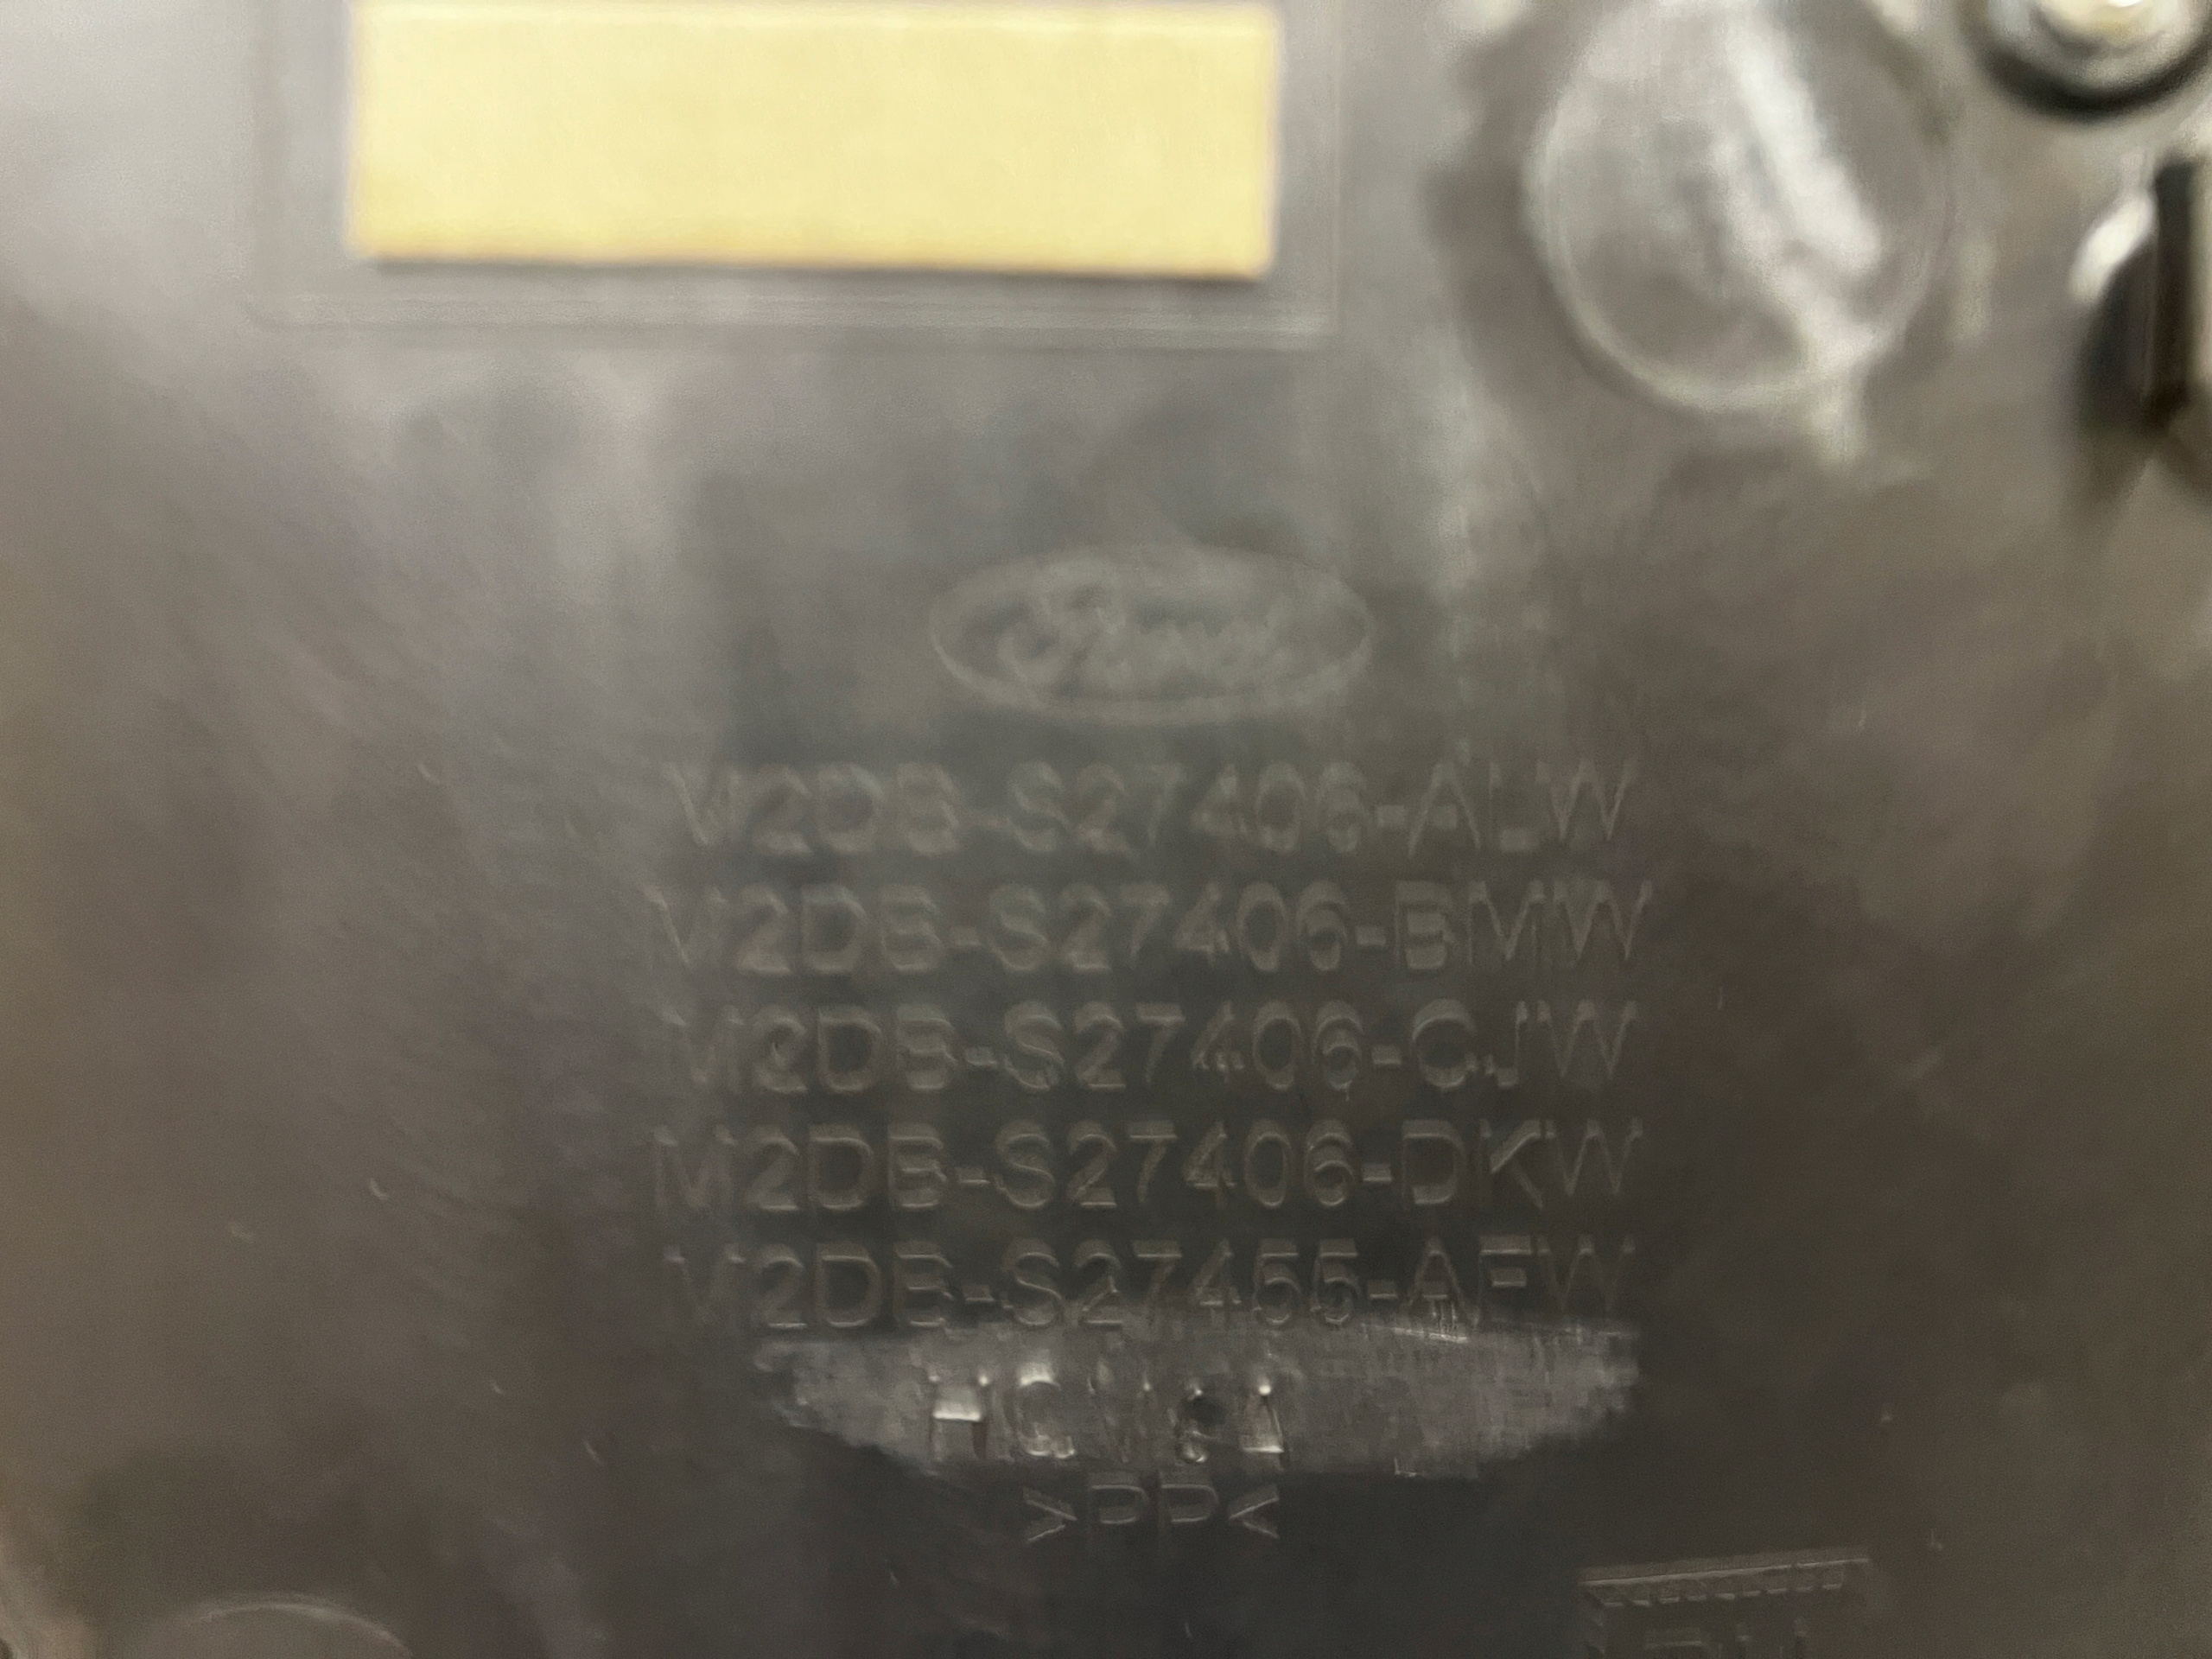 Ford
M2DB-S27406-ALW
M2DB-S27406-BMW
M2DB-S27406-CJW
M2DB-S27406-DKW
M2DB-S27455-AFW
>PP<